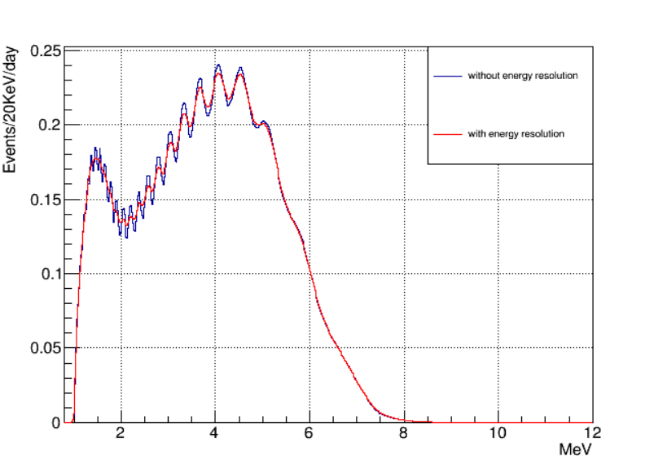 Events/20KeV/day
0.25
0.2
0.15
0.1
0.05
0
without energy resolution
with energy resolution
2 4 6 8 10 12
MeV